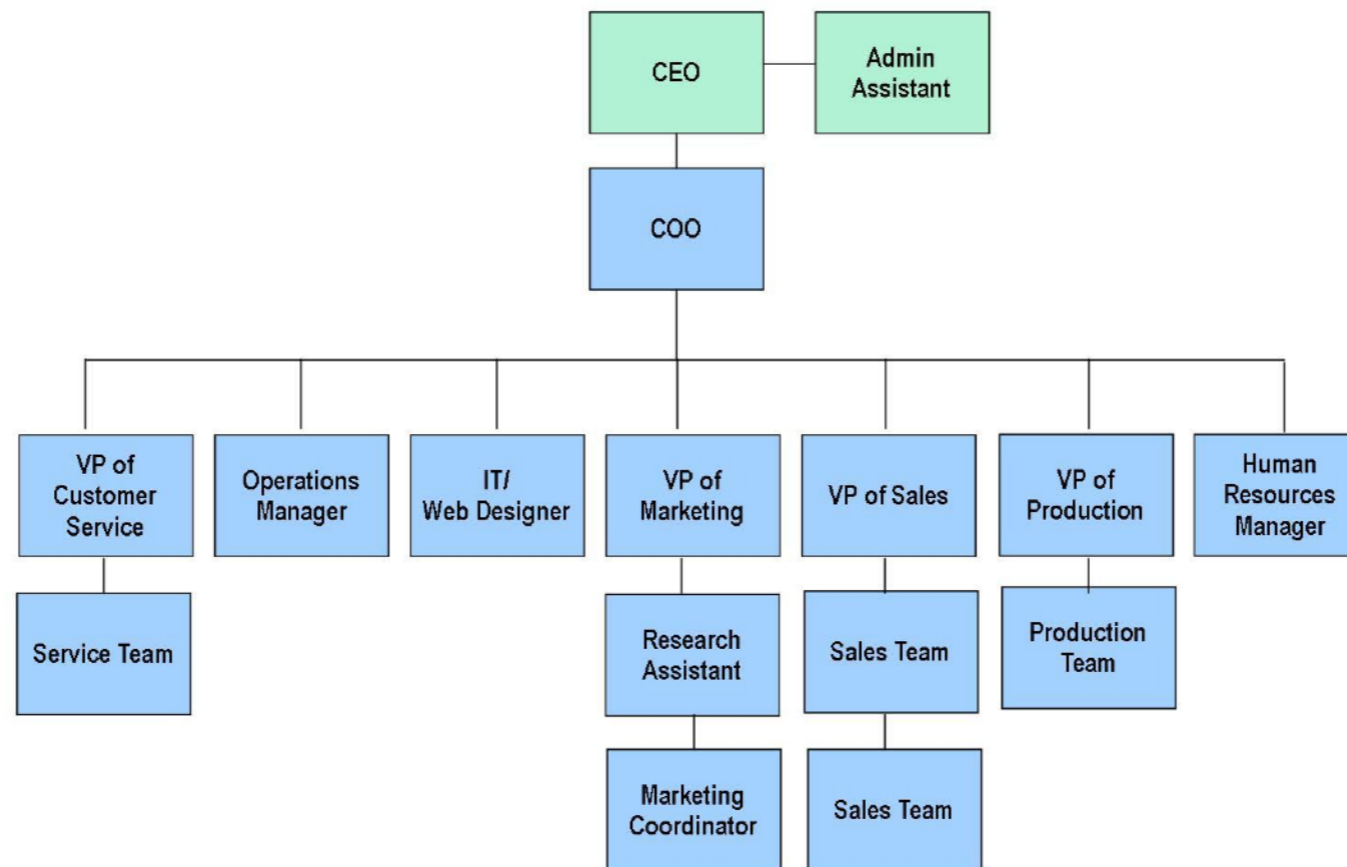 CEO
Admin
Assistant
COO
VP of
Customer
Service
Operations
Manager
IT/
Web Designer
VP of
Marketing
VP of Sales
VP of
Production
Human
Resources
Manager
Service Team
Research
Assistant
Sales Team
Production
Team
Marketing
Coordinator
Sales Team